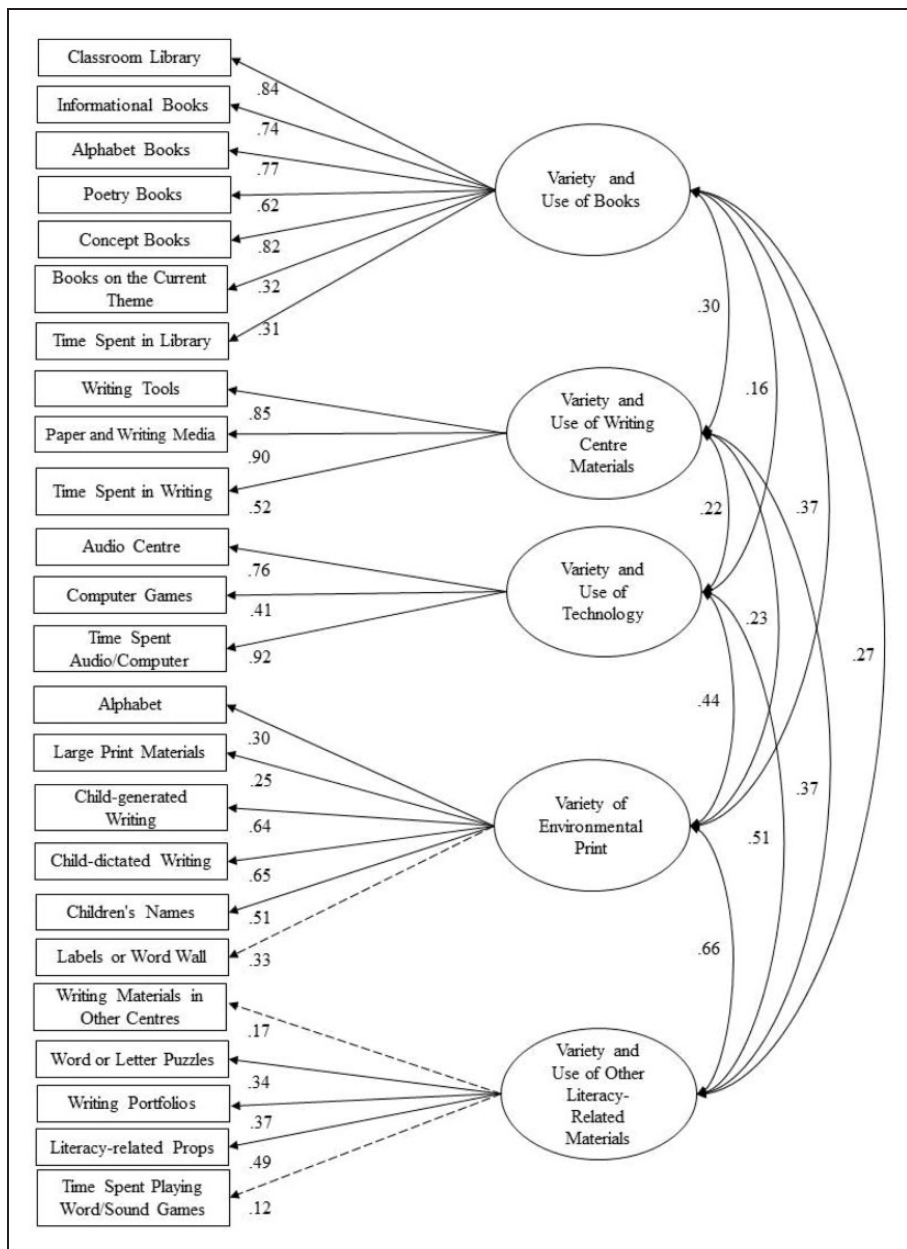 Classroom Library
.84
Informational Books
.74
Alphabet Books
.77
Poetry Books
.62
Concept Books
.82
Books on the Current
Theme
.32
Time Spent in Library
.31
Variety and
Use of Books
Writing Tools
.85
Paper and Writing Media
.90
Time Spent in Writing
.52
Variety and
Use of Writing
Centre
Materials
Audio Centre
.76
Computer Games
.41
Time Spent
Audio/Computer
.92
Variety and
Use of
Technology
Alphabet
.30
Large Print Materials
.25
Child-generated
Writing
.64
Child-dictated Writing
.65
Children's Names
.51
Labels or Word Wall
.33
Variety of
Environmental
Print
Writing Materials in
Other Centres
.17
Word or Letter Puzzles
.34
Writing Portfolios
.37
Literacy-related Props
.49
Time Spent Playing
Word/Sound Games
.12
Variety and
Use of Other
Literacy-
Related
Materials
.30
.16
.22
.37
.23
.27
.44
.37
.51
.66